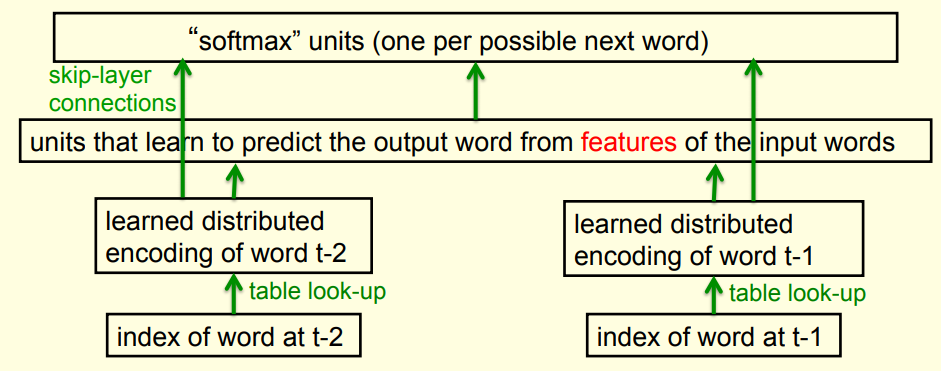 “softmax” units (one per possible next word)
skip-layer
connections
units that learn to predict the output word from features of the input words
learned distributed
encoding of word t-2
learned distributed
encoding of word t-1
table look-up
table look-up
index of word at t-2
index of word at t-1